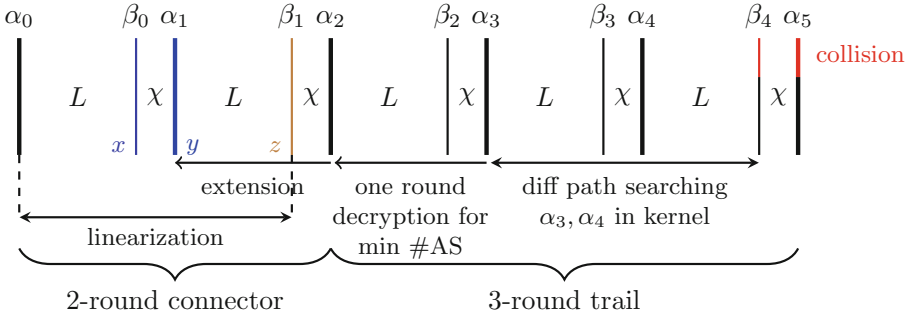 α₀ β₀ α₁ β₁ α₂ β₂ α₃ β₃ α₄ β₄ α₅
collision
L χ L χ L χ L χ L χ
x y z
extension one round diff path searching
decryption for α₃, α₄ in kernel
linearization min #AS
2-round connector 3-round trail